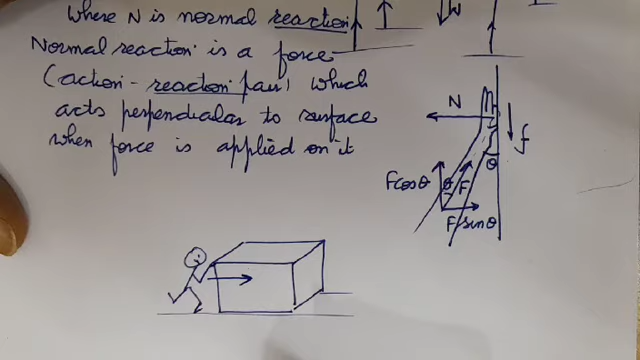 where N is normal reaction
Normal reaction is a force
(action-reaction pair) which
acts perpendicular to surface
when force is applied on it
W
N
f
θ
Fcosθ
θ
F
Fsinθ